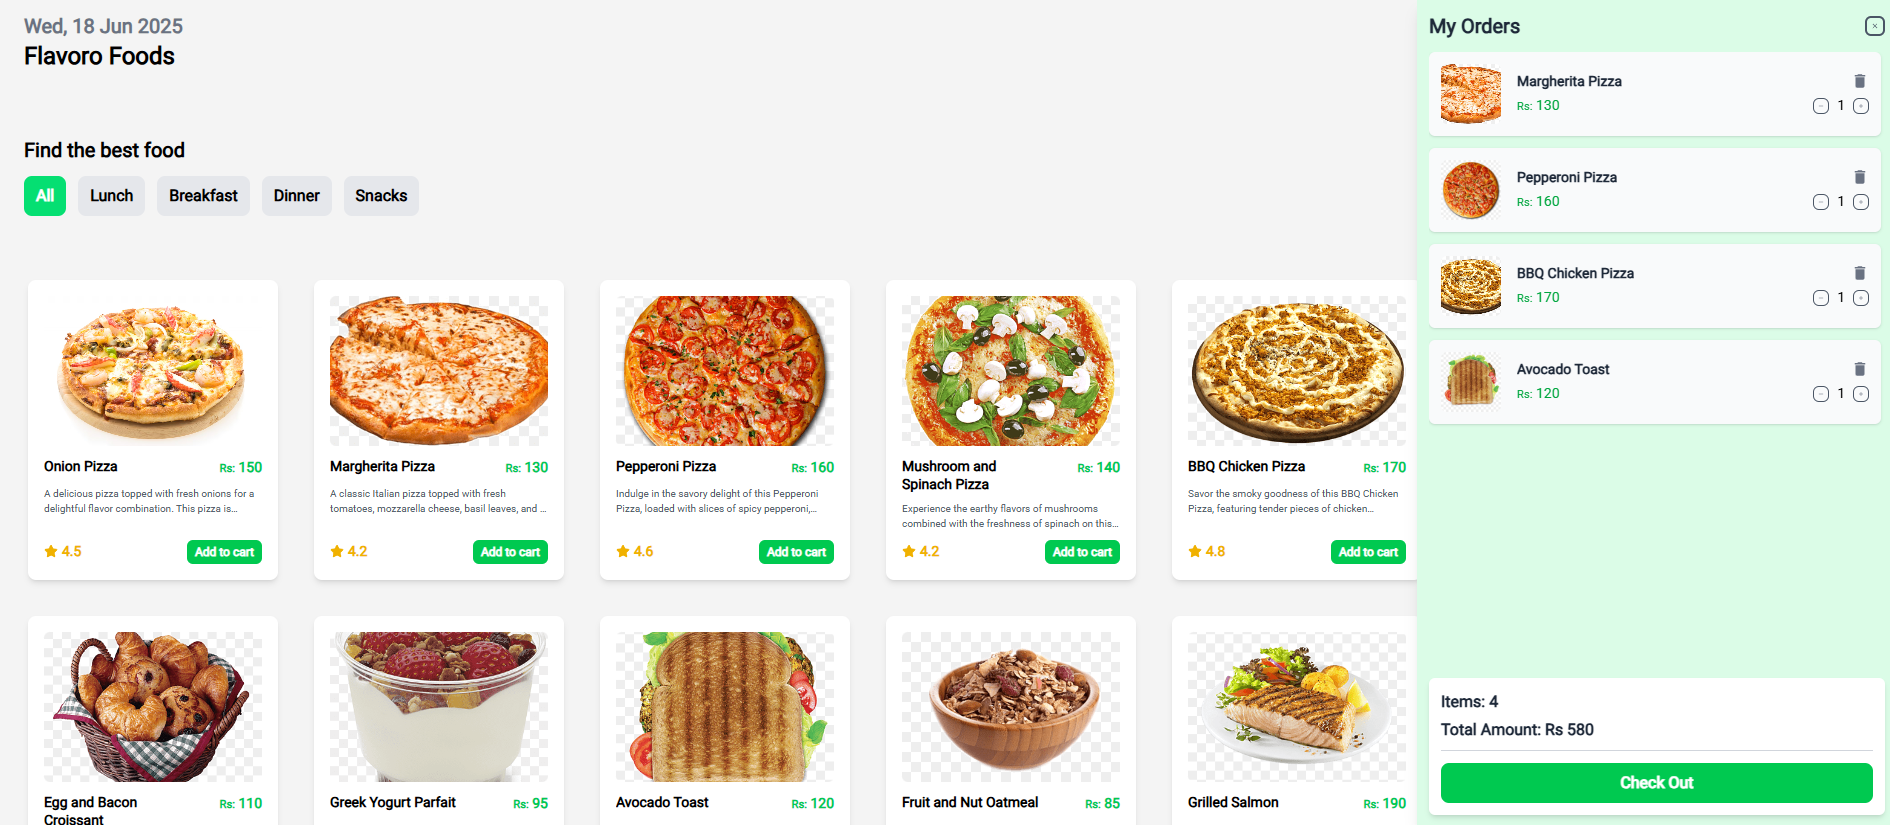 Wed, 18 Jun 2025
Flavoro Foods
Find the best food
All
Lunch
Breakfast
Dinner
Snacks
Onion Pizza
Rs: 150
A delicious pizza topped with fresh onions for a
delightful flavor combination. This pizza is...
4.5
Add to cart
Margherita Pizza
Rs: 130
A classic Italian pizza topped with fresh
tomatoes, mozzarella cheese, basil leaves, and ...
4.2
Add to cart
Pepperoni Pizza
Rs: 160
Indulge in the savory delight of this Pepperoni
Pizza, loaded with slices of spicy pepperoni,...
4.6
Add to cart
Mushroom and
Spinach Pizza
Rs: 140
Experience the earthy flavors of mushrooms
combined with the freshness of spinach on this...
4.2
Add to cart
BBQ Chicken Pizza
Rs: 170
Savor the smoky goodness of this BBQ Chicken
Pizza, featuring tender pieces of chicken...
4.8
Add to cart
Egg and Bacon
Croissant
Rs: 110
Greek Yogurt Parfait
Rs: 95
Avocado Toast
Rs: 120
Fruit and Nut Oatmeal
Rs: 85
Grilled Salmon
Rs: 190
My Orders
Margherita Pizza
Rs: 130
1
Pepperoni Pizza
Rs: 160
1
BBQ Chicken Pizza
Rs: 170
1
Avocado Toast
Rs: 120
1
Items: 4
Total Amount: Rs 580
Check Out